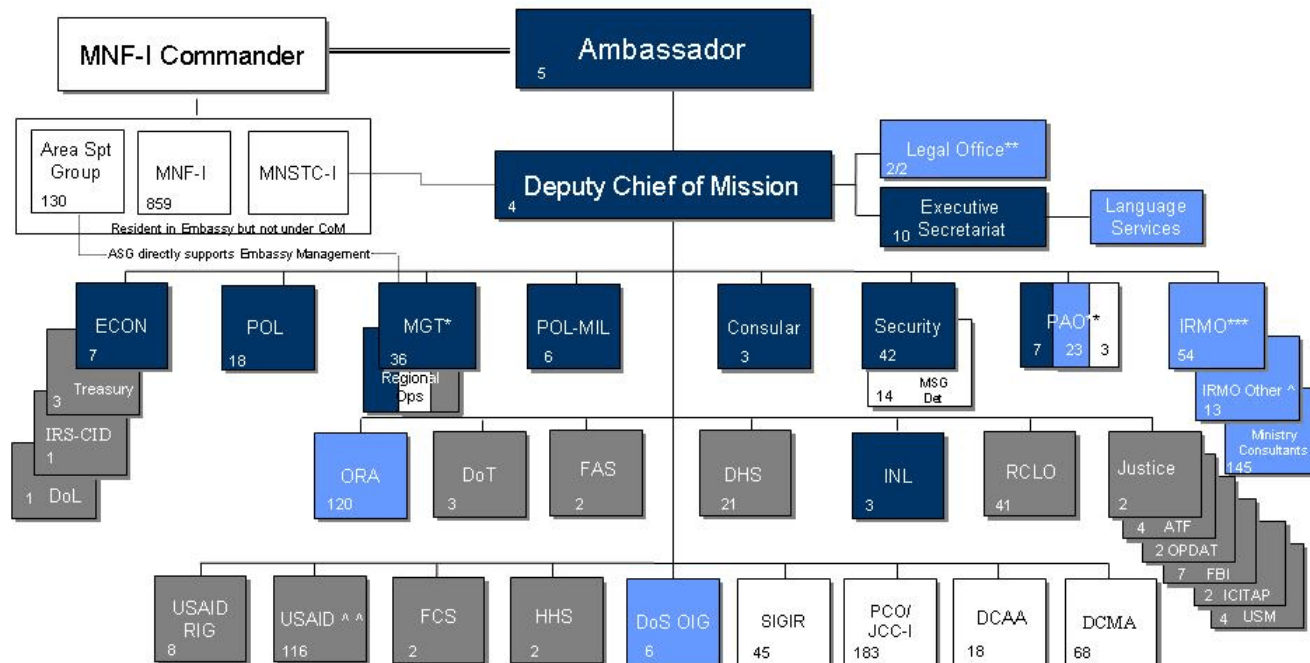 MNF-I Commander
Ambassador
5
Area Spt
Group
130
MNF-I
859
MNSTC-I
Resident in Embassy but not under CoM
Deputy Chief of Mission
4
Legal Office**
2/2
Executive
Secretariat
10
Language
Services
ASG directly supports Embassy Management
ECON
7
POL
18
MGT*
36
POL-MIL
6
Consular
3
Security
42
PAO**
7 23 3
IRMO***
54
Treasury
3
Regional
Ops
14
MSG
Det
IRMO Other ^
13
IRS-CID
1
Ministry
Consultants
145
1 DoL
ORA
120
DoT
3
FAS
2
DHS
21
INL
3
RCLO
41
Justice
2
4 ATF
2 OPDAT
7 FBI
2 ICITAP
4 USM
USAID
RIG
8
USAID ^ ^
116
FCS
2
HHS
2
DoS OIG
6
SIGIR
45
PCO/
JCC-I
183
DCAA
18
DCMA
68